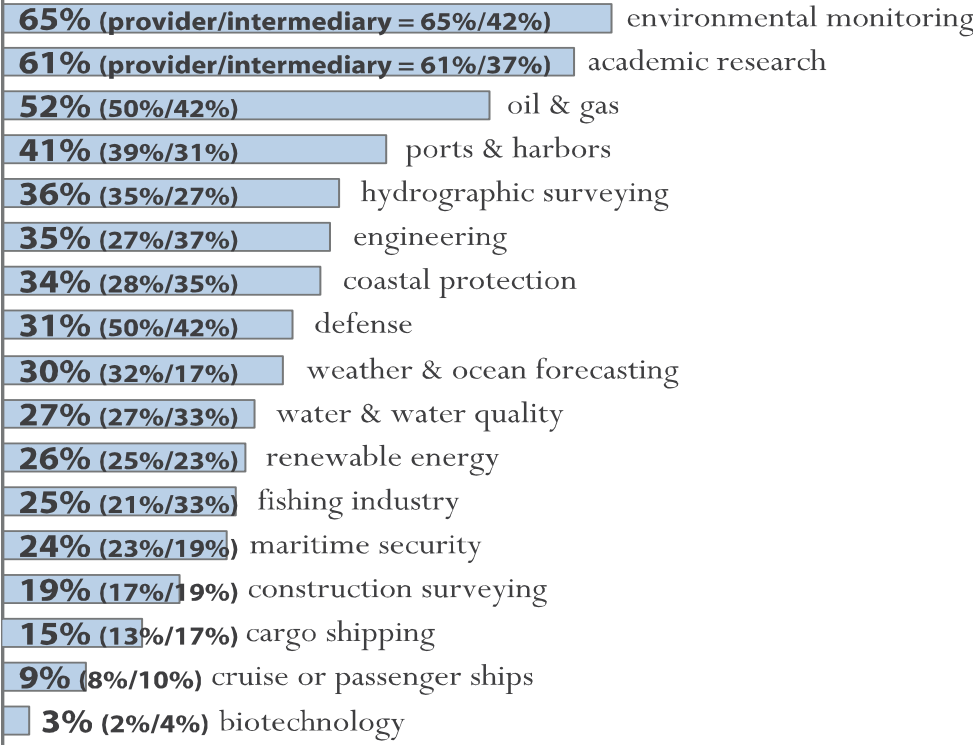 65% (provider/intermediary = 65%/42%) environmental monitoring
61% (provider/intermediary = 61%/37%) academic research
52% (50%/42%) oil & gas
41% (39%/31%) ports & harbors
36% (35%/27%) hydrographic surveying
35% (27%/37%) engineering
34% (28%/35%) coastal protection
31% (50%/42%) defense
30% (32%/17%) weather & ocean forecasting
27% (27%/33%) water & water quality
26% (25%/23%) renewable energy
25% (21%/33%) fishing industry
24% (23%/19%) maritime security
19% (17%/19%) construction surveying
15% (13%/17%) cargo shipping
9% (8%/10%) cruise or passenger ships
3% (2%/4%) biotechnology